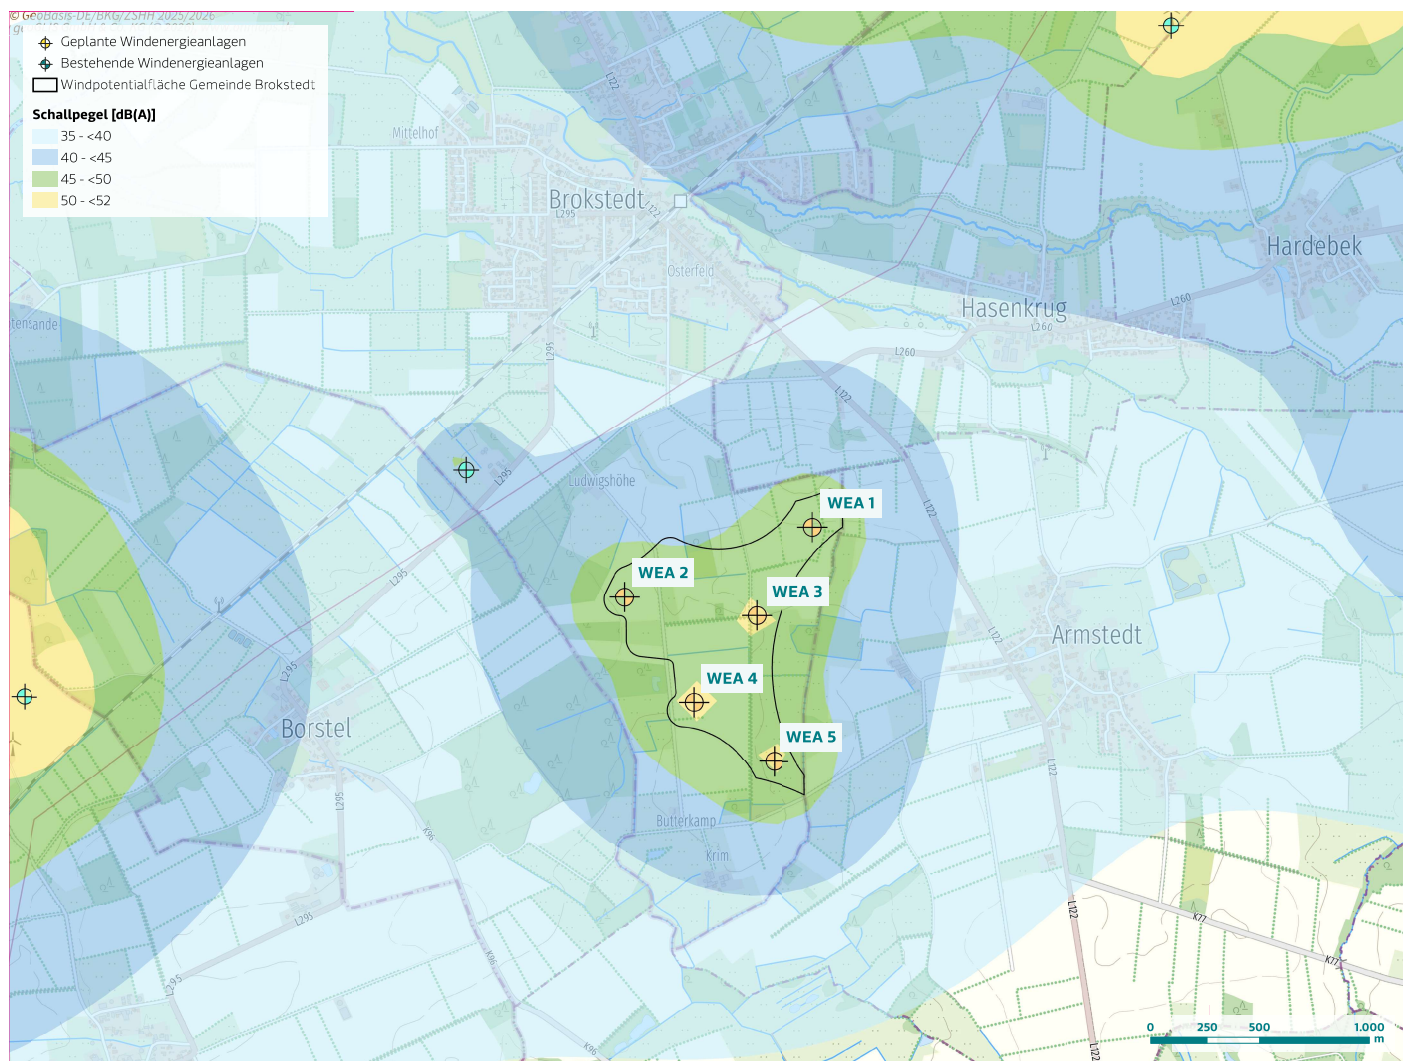 © GeoBasis-DE/BKG/ZSHH 2025/2026
Geplante Windenergieanlagen
Bestehende Windenergieanlagen
Windpotentialfläche Gemeinde Brokstedt
Schallpegel [dB(A)]
35 - <40
40 - <45
45 - <50
50 - <52
L122
Mittelhof
Brokstedt
L295
L122
Hardebek
Osterfeld
L260
Hasenkrug
L260
tensande
L295
L260
L122
L295
Ludwigshöhe
WEA 1
L122
WEA 2
L295
WEA 3
L122
Armstedt
L295
WEA 4
Borstel
WEA 5
L122
L295
Butterkamp
K96
Krim
L295
L122
K77
K96
K77
L295
0 250 500 1.000
m
K96
L122